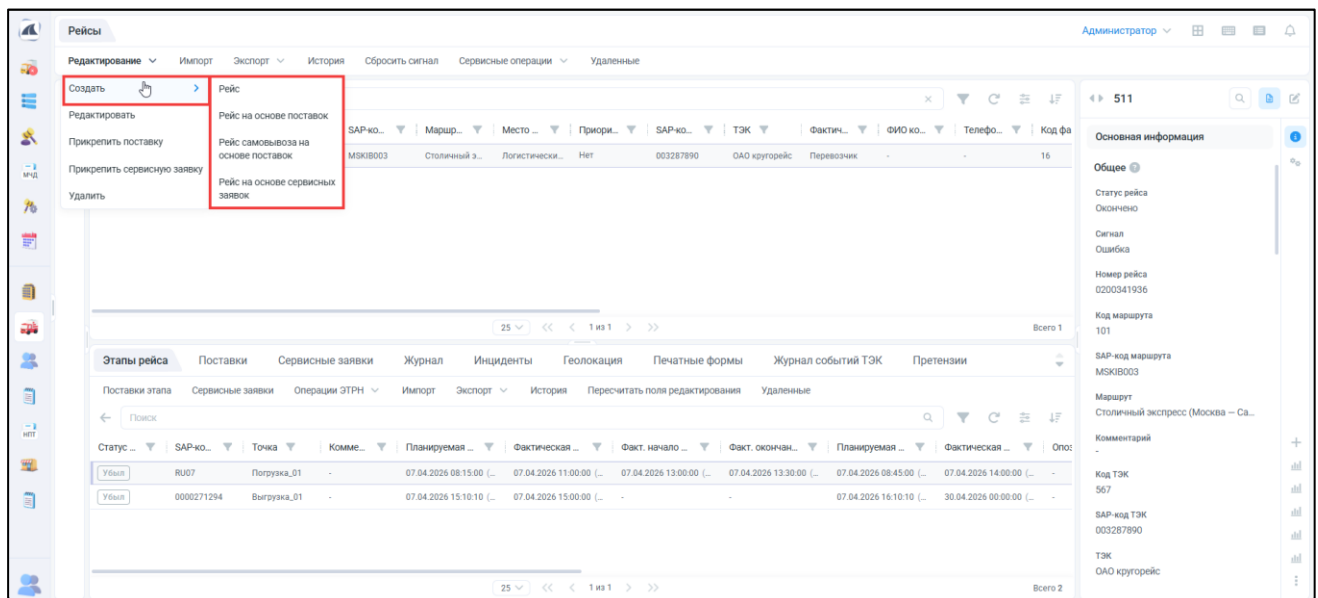 Рейсы
Администратор
Редактирование Импорт Экспорт История Сбросить сигнал Сервисные операции Удаленные
Создать
Редактировать
Прикрепить поставку
Прикрепить сервисную заявку
Удалить
Рейс
Рейс на основе поставок
Рейс самовывоза на
основе поставок
Рейс на основе сервисных
заявок
SAP-ко... Маршр... Место ... Приори... SAP-ко... ТЭК Фактич... ФИО ко... Телефо... Код фа
MSKIB003 Столичный э... Логистически... Нет 003287890 ОАО кругорейс Перевозчик - - 16
25 1 из 1 Всего 1
МЧД
НПТ
Этапы рейса Поставки Сервисные заявки Журнал Инциденты Геолокация Печатные формы Журнал событий ТЭК Претензии
Поставки этапа Сервисные заявки Операции ЭТРН Импорт Экспорт История Пересчитать поля редактирования Удаленные
Поиск
Статус ... SAP-ко... Точка Комме... Планируемая ... Фактическая ... Факт. начало ... Факт. окончан... Планируемая ... Фактическая ... Опоз
Убыл RU07 Погрузка_01 - 07.04.2026 08:15:00 (... 07.04.2026 11:00:00 (... 07.04.2026 13:00:00 (... 07.04.2026 13:30:00 (... 07.04.2026 08:45:00 (... 07.04.2026 14:00:00 (... -
Убыл 0000271294 Выгрузка_01 - 07.04.2026 15:10:10 (... 07.04.2026 15:00:00 (... - - 07.04.2026 16:10:10 (... 30.04.2026 00:00:00 (... -
25 1 из 1 Всего 2
511
Основная информация
Общее
Статус рейса
Окончено
Сигнал
Ошибка
Номер рейса
0200341936
Код маршрута
101
SAP-код маршрута
MSKIB003
Маршрут
Столичный экспресс (Москва — Са...
Комментарий
-
Код ТЭК
567
SAP-код ТЭК
003287890
ТЭК
ОАО кругорейс